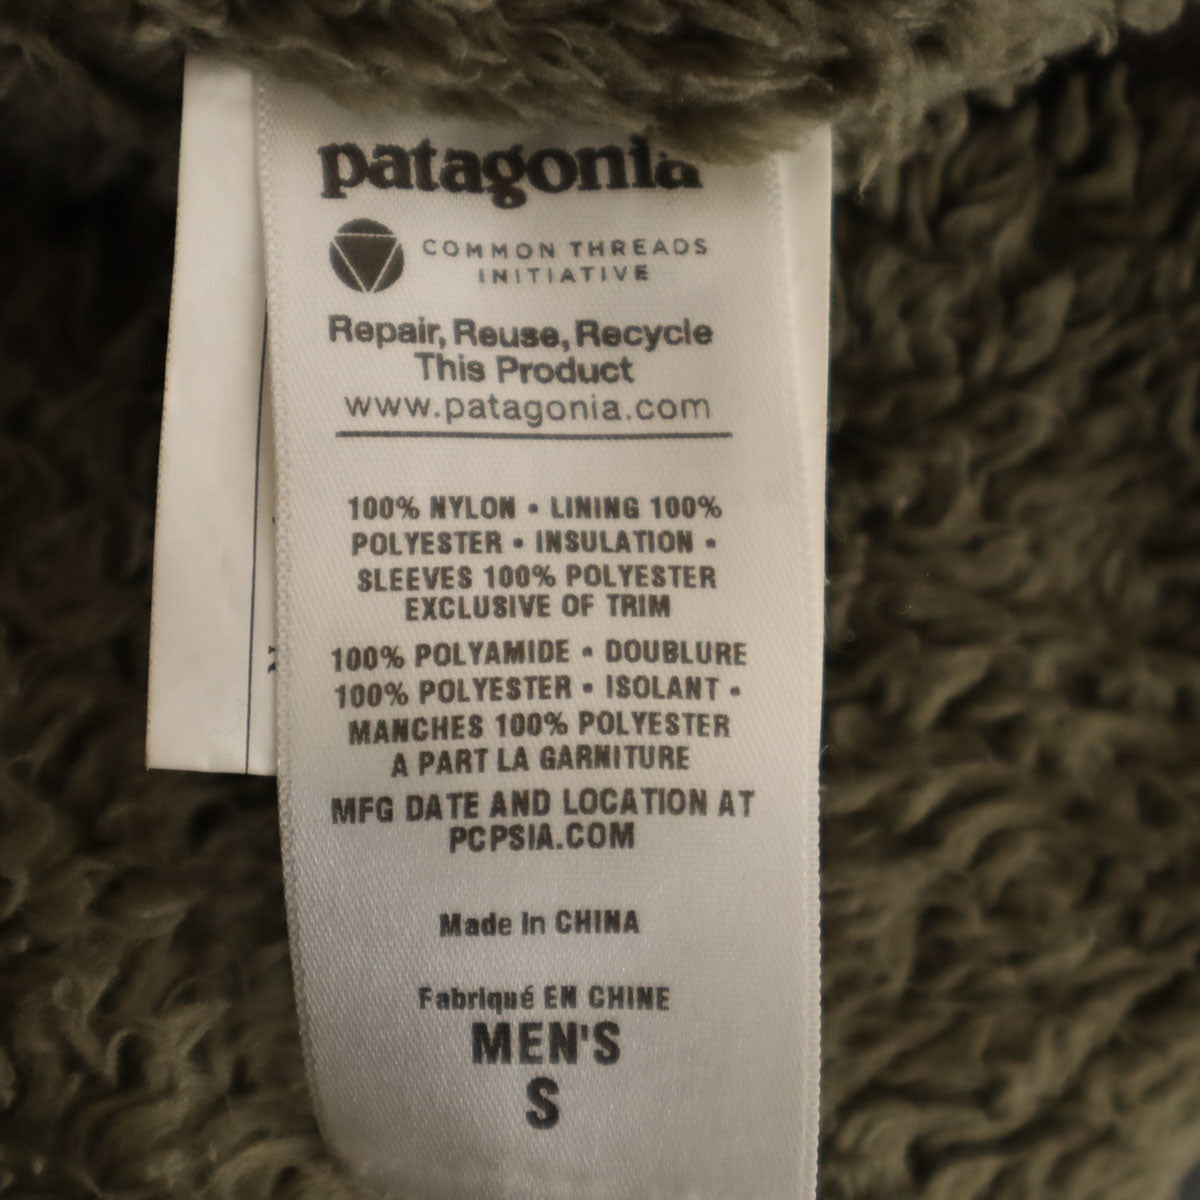 patagonia
COMMON THREADS
INITIATIVE
Repair, Reuse, Recycle
This Product
www.patagonia.com
100% NYLON • LINING 100%
POLYESTER • INSULATION •
SLEEVES 100% POLYESTER
EXCLUSIVE OF TRIM
100% POLYAMIDE • DOUBLURE
100% POLYESTER • ISOLANT •
MANCHES 100% POLYESTER
A PART LA GARNITURE
MFG DATE AND LOCATION AT
PCPSIA.COM
Made In CHINA
Fabriqué EN CHINE
MEN'S
S